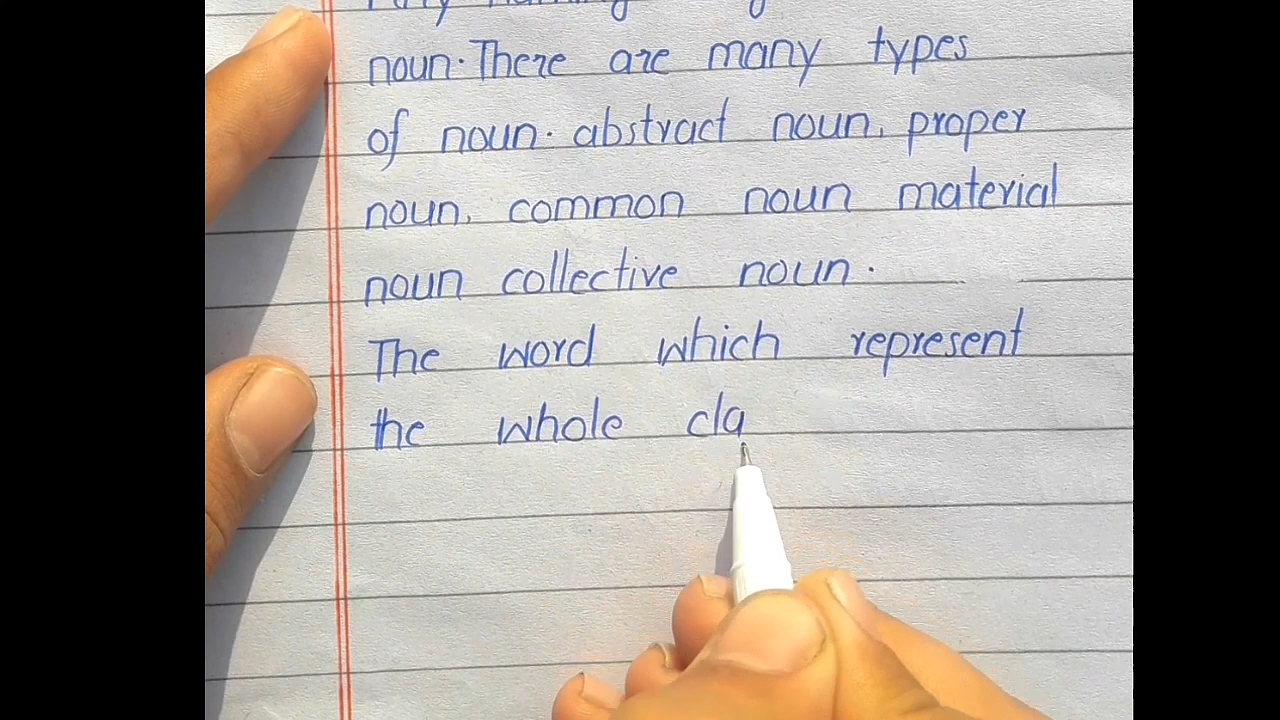 noun. There are many types
of noun. abstract noun, proper
noun, common noun material
noun collective noun.
The word which represent
the whole cla